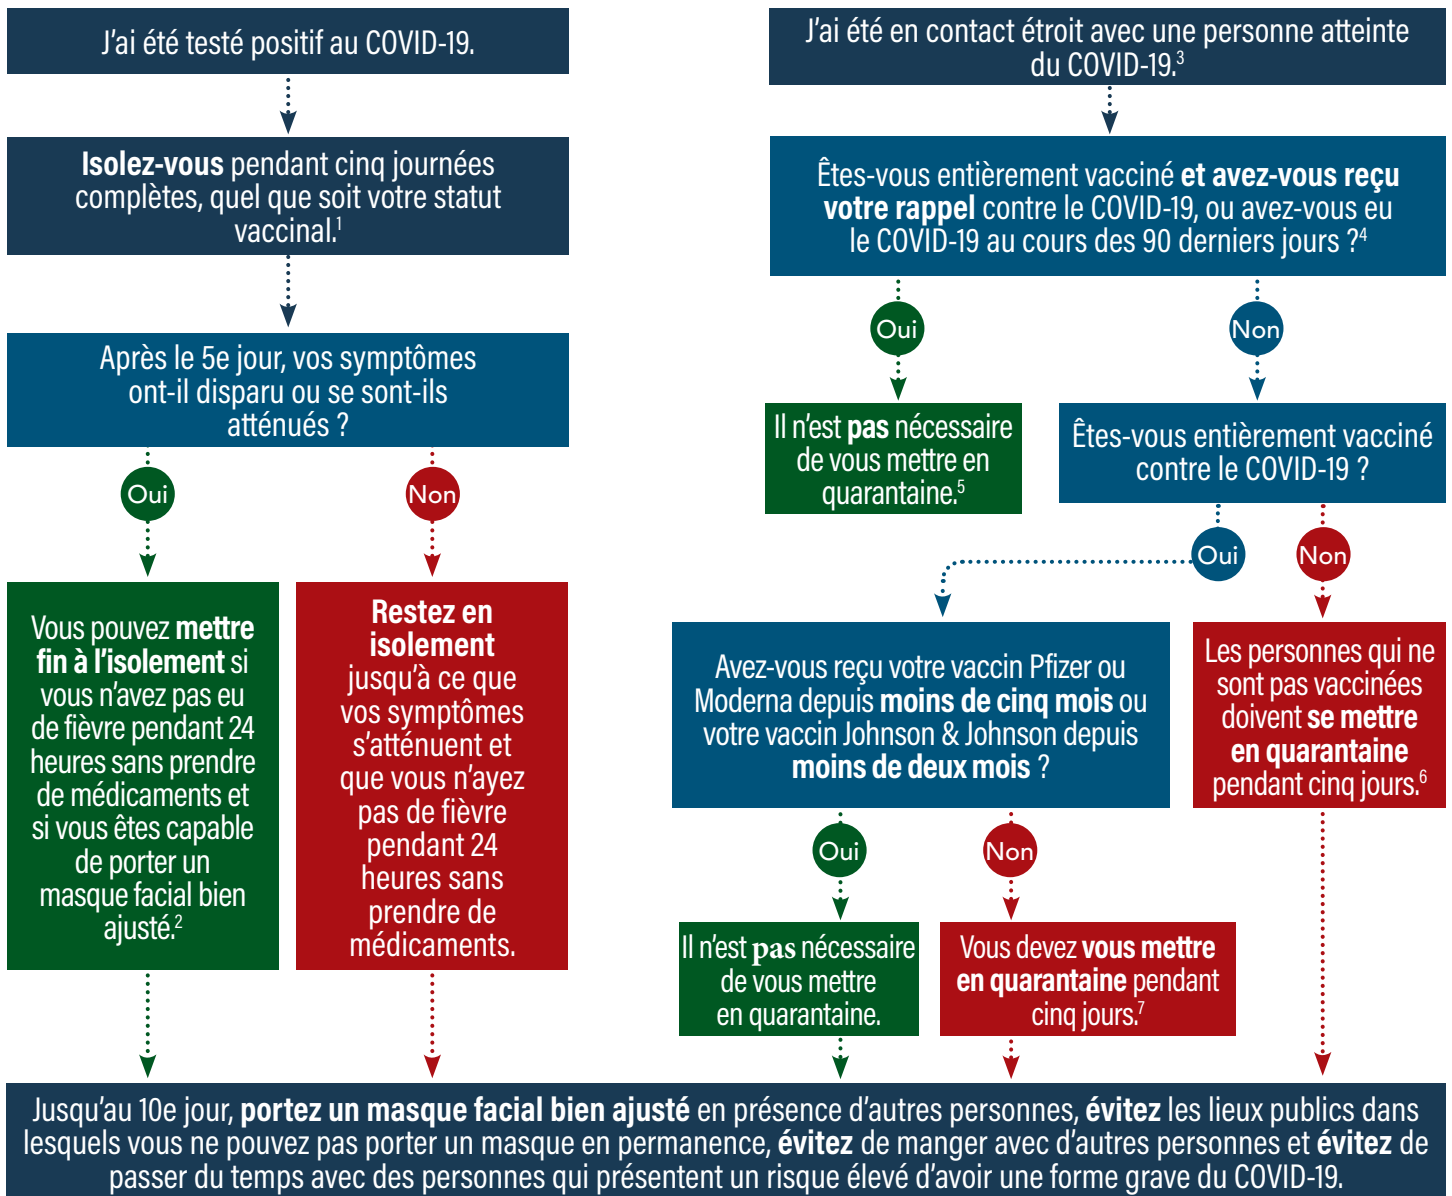 J'ai été testé positif au COVID-19.
Isolez-vous pendant cinq journées
complètes, quel que soit votre statut
vaccinal.1
Après le 5e jour, vos symptômes
ont-il disparu ou se sont-ils
atténués ?
Oui
Non
Vous pouvez mettre
fin à l'isolement si
vous n'avez pas eu
de fièvre pendant 24
heures sans prendre
de médicaments et
si vous êtes capable
de porter un
masque facial bien
ajusté.2
Restez en
isolement
jusqu'à ce que
vos symptômes
s'atténuent et
que vous n'ayez
pas de fièvre
pendant 24
heures sans
prendre de
médicaments.
J'ai été en contact étroit avec une personne atteinte
du COVID-19.3
Êtes-vous entièrement vacciné et avez-vous reçu
votre rappel contre le COVID-19, ou avez-vous eu
le COVID-19 au cours des 90 derniers jours ?4
Oui
Non
Il n'est pas nécessaire
de vous mettre en
quarantaine.5
Êtes-vous entièrement vacciné
contre le COVID-19 ?
Oui
Non
Avez-vous reçu votre vaccin Pfizer ou
Moderna depuis moins de cinq mois ou
votre vaccin Johnson & Johnson depuis
moins de deux mois ?
Les personnes qui ne
sont pas vaccinées
doivent se mettre
en quarantaine
pendant cinq jours.6
Oui
Non
Il n'est pas nécessaire
de vous mettre
en quarantaine.
Vous devez vous mettre
en quarantaine pendant
cinq jours.7
Jusqu'au 10e jour, portez un masque facial bien ajusté en présence d'autres personnes, évitez les lieux publics dans
lesquels vous ne pouvez pas porter un masque en permanence, évitez de manger avec d'autres personnes et évitez de
passer du temps avec des personnes qui présentent un risque élevé d'avoir une forme grave du COVID-19.